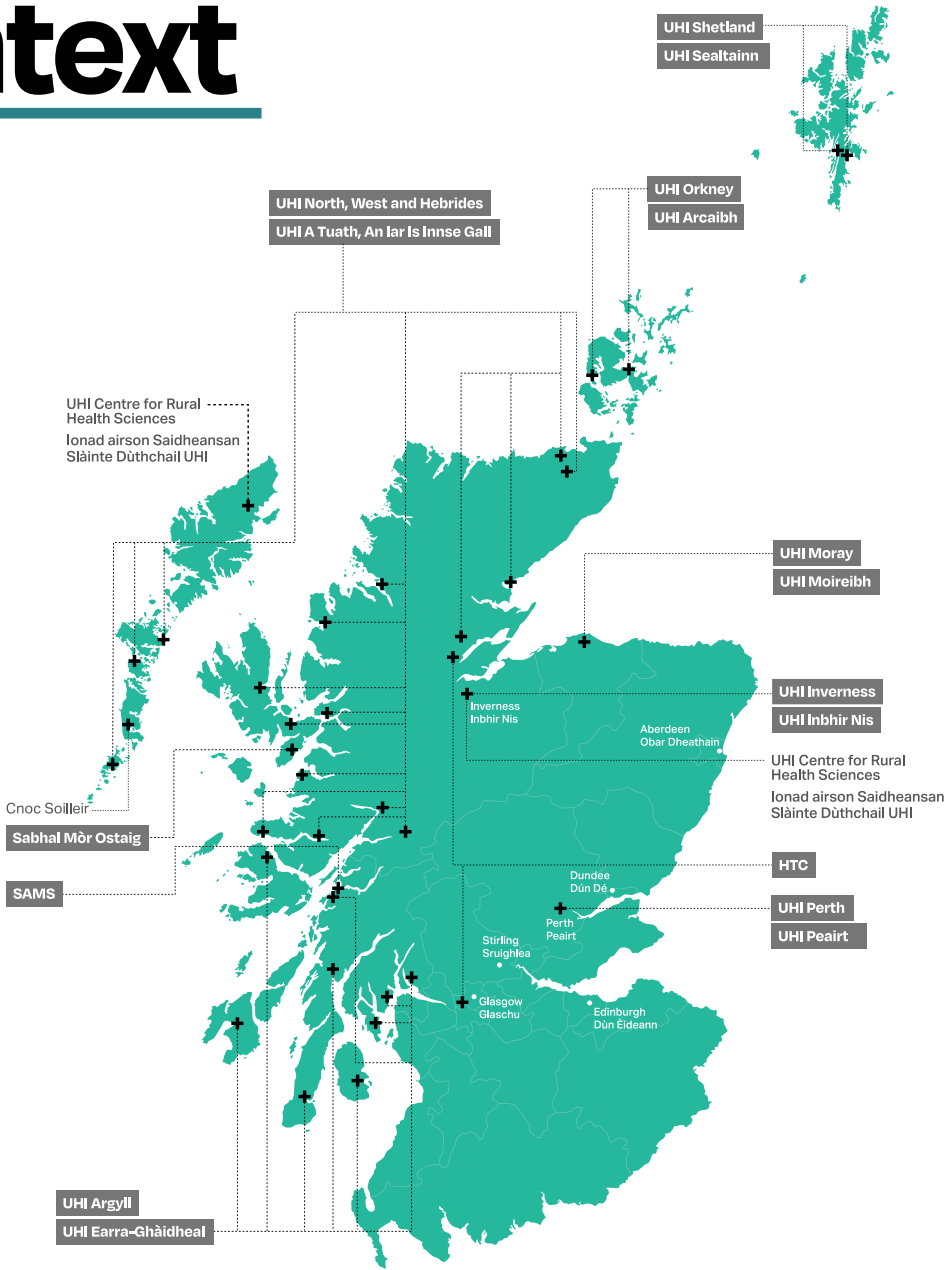 ntext
UHI Shetland
UHI Sealtainn
UHI North, West and Hebrides
UHI A Tuath, An Iar Is Innse Gall
UHI Orkney
UHI Arcaibh
UHI Centre for Rural
Health Sciences
Ionad airson Saidheansan
Slàinte Dùthchail UHI
UHI Moray
UHI Moireibh
UHI Inverness
UHI Inbhir Nis
Inverness
Inbhir Nis
Aberdeen
Obar Dheathain
UHI Centre for Rural
Health Sciences
Ionad airson Saidheansan
Slàinte Dùthchail UHI
Cnoc Soilleir
Sabhal Mòr Ostaig
SAMS
HTC
Dundee
Dún Dé
UHI Perth
UHI Peairt
Perth
Peairt
Stirling
Sruighlea
Glasgow
Glaschu
Edinburgh
Dùn Èideann
UHI Argyll
UHI Earra-Ghàidheal